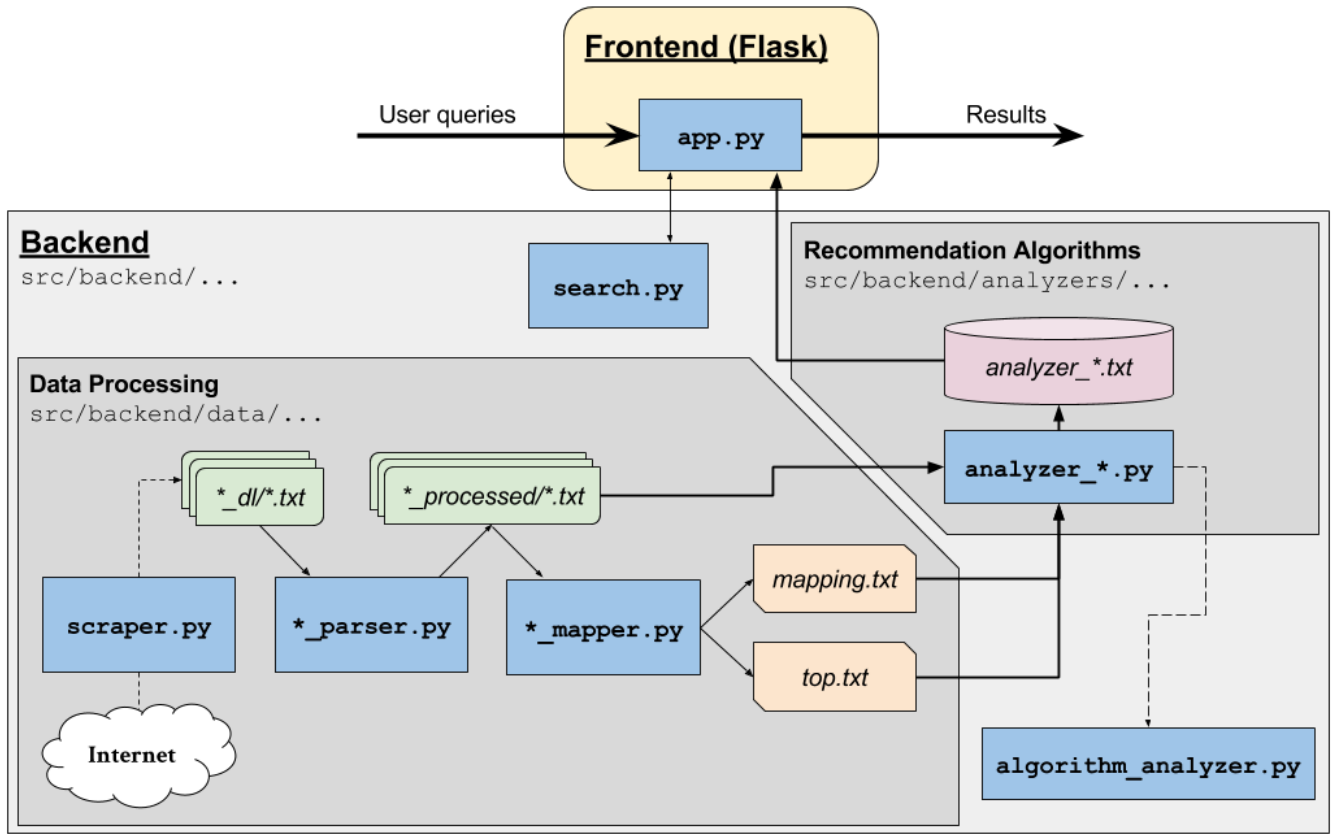 Frontend (Flask)
User queries
app.py
Results
Backend
src/backend/...
search.py
Recommendation Algorithms
src/backend/analyzers/...
analyzer_*.txt
analyzer_*.py
Data Processing
src/backend/data/...
*_dl/*.txt
*_processed/*.txt
scraper.py
*_parser.py
*_mapper.py
mapping.txt
top.txt
Internet
algorithm_analyzer.py